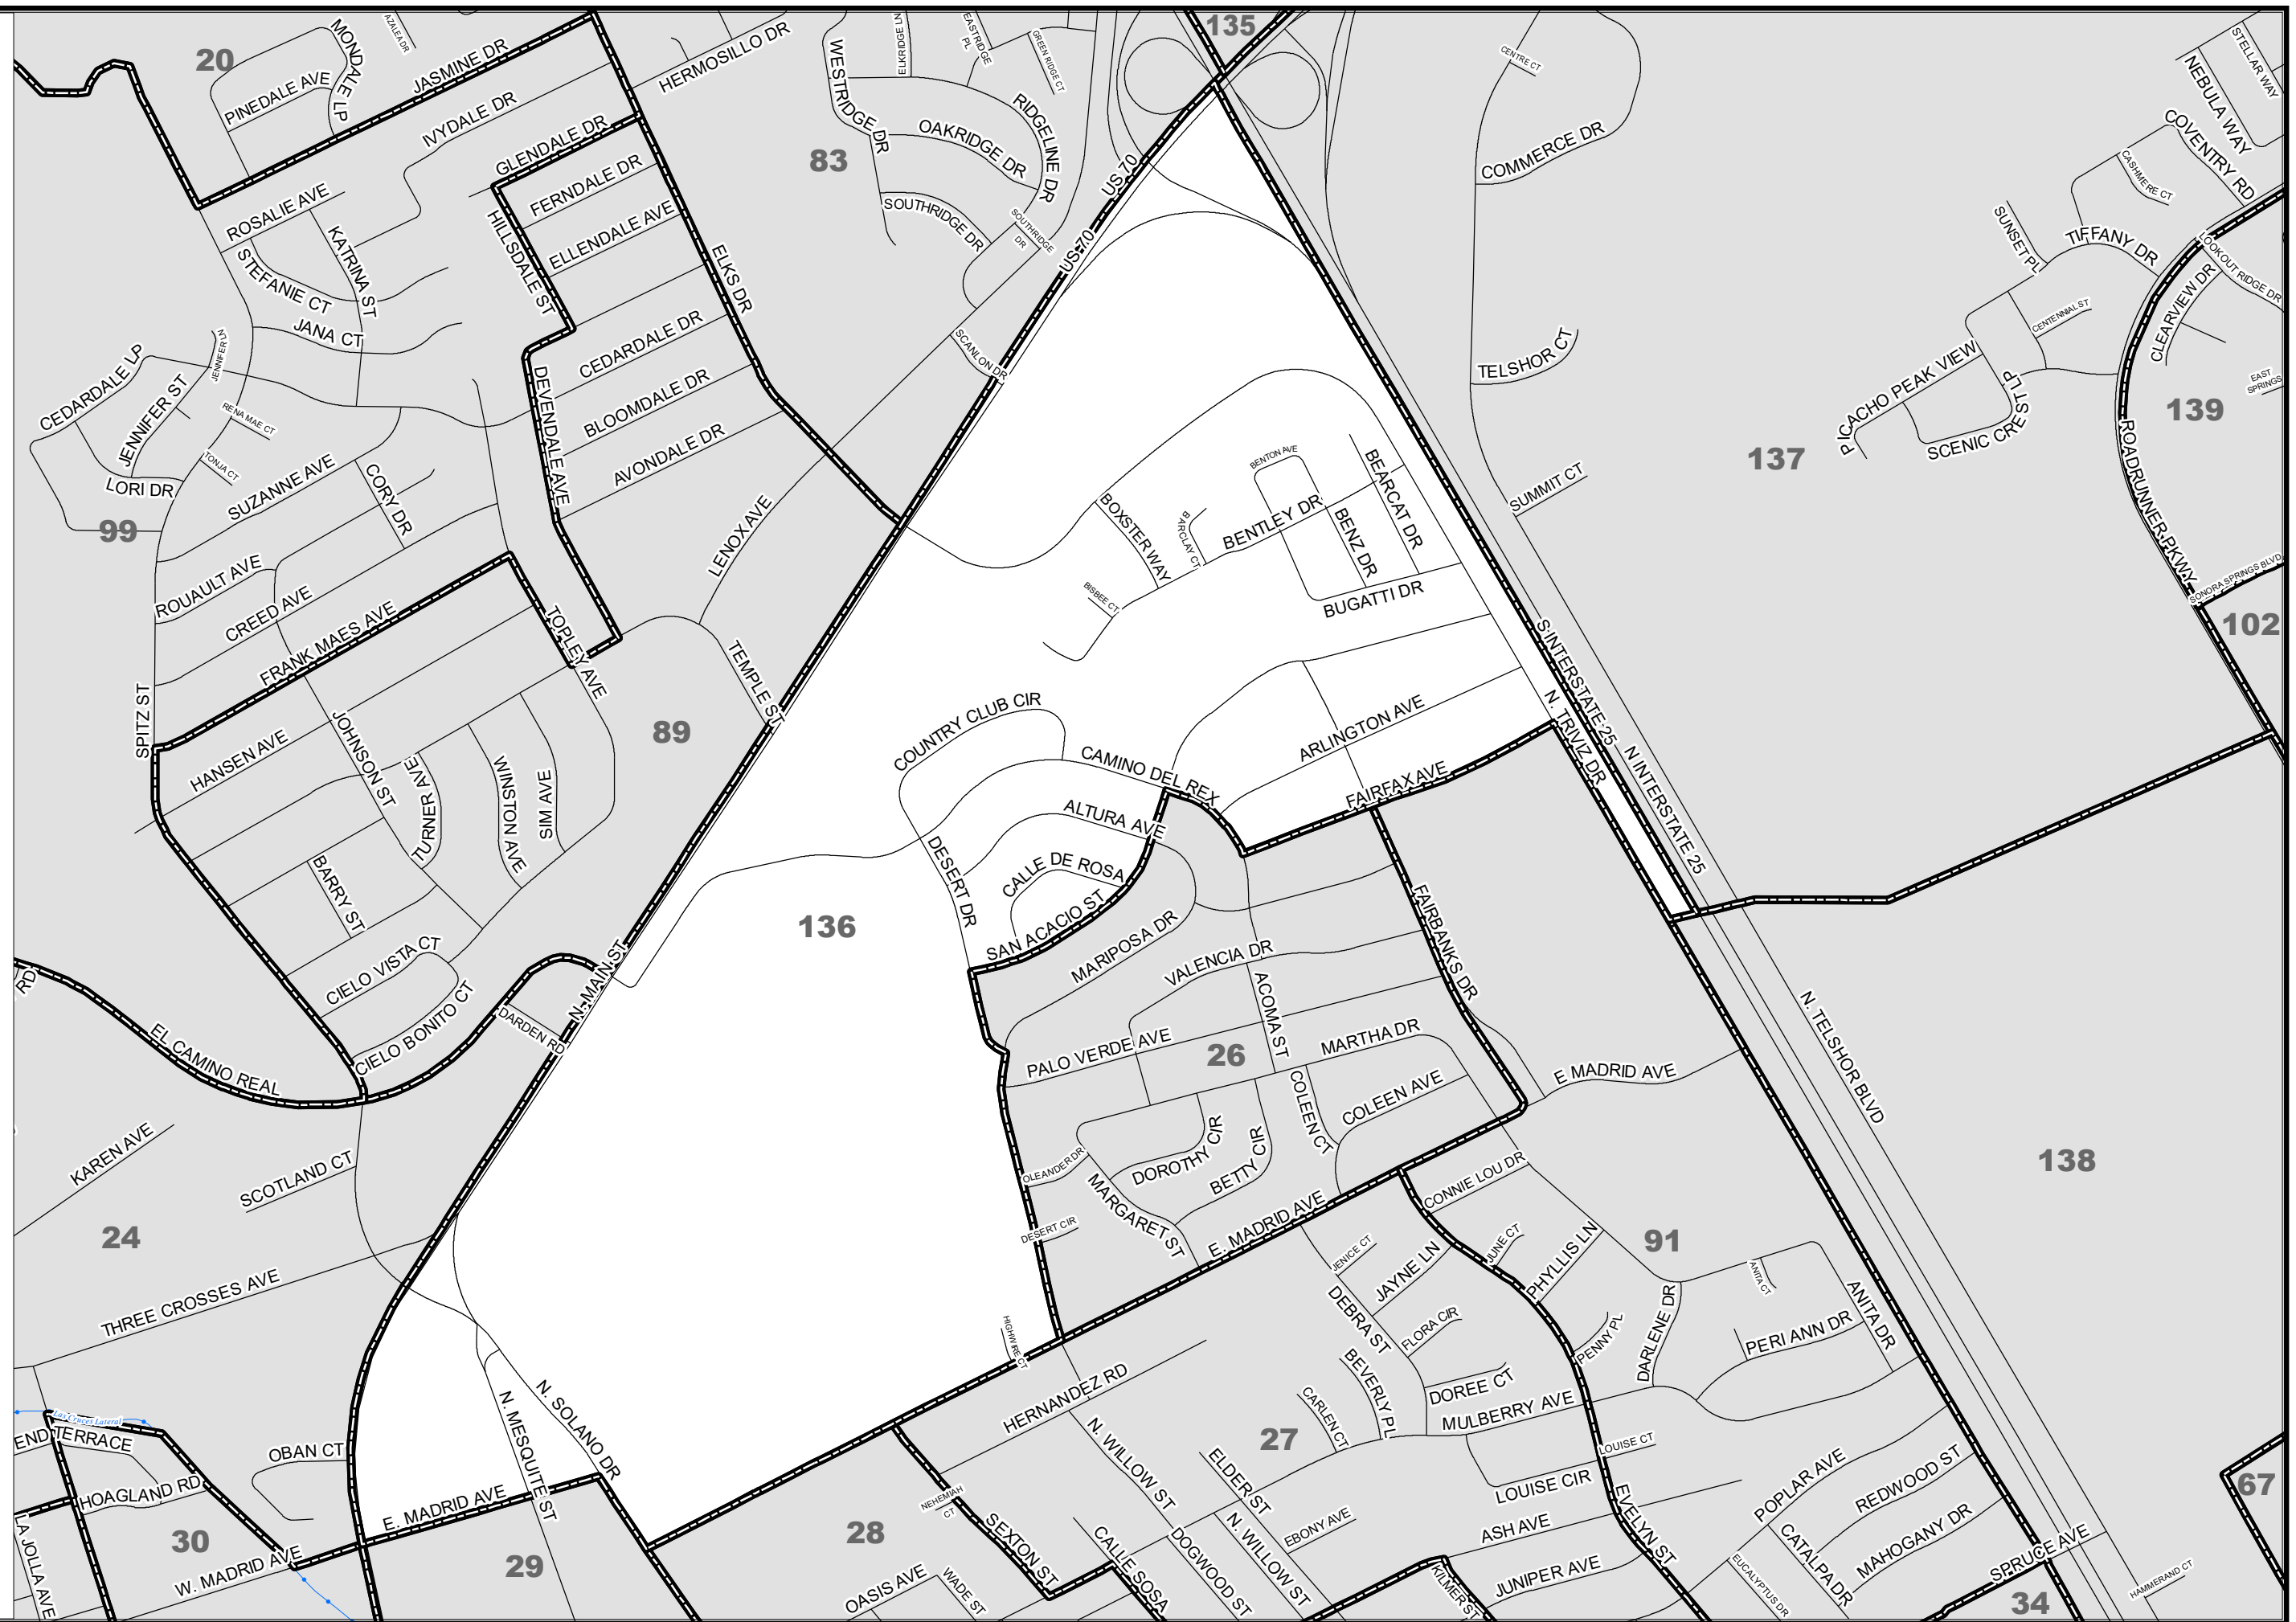 135
20
MONDALE LP
AZALEA DR
JASMINE DR
PINEDALE AVE
IVYDALE DR
HERMOSILLO DR
WESTRIDGE DR
ELKRIDGE LN
EASTRIDGE PL
GREEN RIDGE CT
RIDGELINE DR
OAKRIDGE DR
83
SOUTHRIDGE DR
SOUTHRIDGE DR
US 70
US 70
CENTRE CT
COMMERCE DR
STELLAR WAY
NEBULA WAY
COVENTRY RD
CASHMERE CT
SUNSET PL
TIFFANY DR
LOOKOUT RIDGE DR
CLEARVIEW DR
CENTENNIAL ST
EAST SPRINGS
139
PICACHO PEAK VIEW
SCENIC CREST LP
137
ROADRUNNER PKWY
SONORA SPRINGS BLVD
102
TELSHOR CT
SUMMIT CT
GLENDALE DR
FERNDALE DR
HILLSDALE ST
ELLENDALE AVE
ELKS DR
ROSALIE AVE
KATRINA ST
STEFANIE CT
JANA CT
JENNIFER LN
CEDARDALE LP
JENNIFER ST
RENA MAE CT
TONJA CT
LORI DR
99
SUZANNE AVE
CORY DR
CEDARDALE DR
BLOOMDALE DR
DEVENDALE AVE
AVONDALE DR
LENOX AVE
SCANLON DR
ROUAULT AVE
CREED AVE
FRANK MAES AVE
TOPLEY AVE
SPITZ ST
HANSEN AVE
JOHNSON ST
TEMPLE ST
89
TURNER AVE
WINSTON AVE
SIM AVE
BARRY ST
CIELO VISTA CT
CIELO BONITO CT
DARDEN RD
N. MAIN ST
BENTON AVE
BEARCAT DR
BOXSTER WAY
BARCLAY CT
BENTLEY DR
BENZ DR
BISBEE CT
BUGATTI DR
S INTERSTATE 25
N. TRIVIZ DR
N INTERSTATE 25
COUNTRY CLUB CIR
CAMINO DEL REX
ARLINGTON AVE
FAIRFAX AVE
ALTURA AVE
DESERT DR
CALLE DE ROSA
SAN ACACIO ST
136
MARIPOSA DR
VALENCIA DR
FAIRBANKS DR
ACOMA ST
PALO VERDE AVE
26
MARTHA DR
COLEEN CT
COLEEN AVE
DOROTHY CIR
BETTY CIR
OLEANDER DR
MARGARET ST
DESERT CIR
E. MADRID AVE
E MADRID AVE
N. TELSHOR BLVD
138
RD
EL CAMINO REAL
KAREN AVE
SCOTLAND CT
24
THREE CROSSES AVE
Las Cruces Lateral
END TERRACE
HOAGLAND RD
LA JOLLA AVE
30
W. MADRID AVE
OBAN CT
E. MADRID AVE
N. MESQUITE ST
N. SOLANO DR
29
HIGHWIRE CT
HERNANDEZ RD
NEHEMIAH CT
28
SEXTON ST
OASIS AVE
WADE ST
CALLE SOSA
N. WILLOW ST
DOGWOOD ST
ELDER ST
N. WILLOW ST
27
EBONY AVE
CARLEN CT
BEVERLY PL
DEBRA ST
JENICE CT
JAYNE LN
FLORA CIR
DOREE CT
MULBERRY AVE
CONNIE LOU DR
JUNE CT
PHYLLIS LN
91
ANITA CT
ANITA DR
PENNY PL
DARLENE DR
PERI ANN DR
LOUISE CT
LOUISE CIR
ASH AVE
JUNIPER AVE
KILMER ST
EVELYN ST
POPLAR AVE
REDWOOD ST
CATALPA DR
MAHOGANY DR
EUCALYPTUS DR
SPRUCE AVE
HAMMERAND CT
67
34